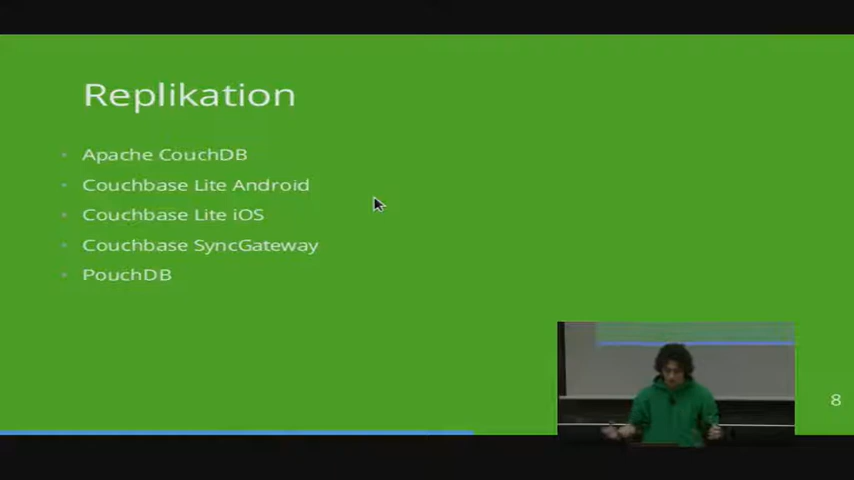 Replikation
Apache CouchDB
Couchbase Lite Android
Couchbase Lite iOS
Couchbase SyncGateway
PouchDB
8